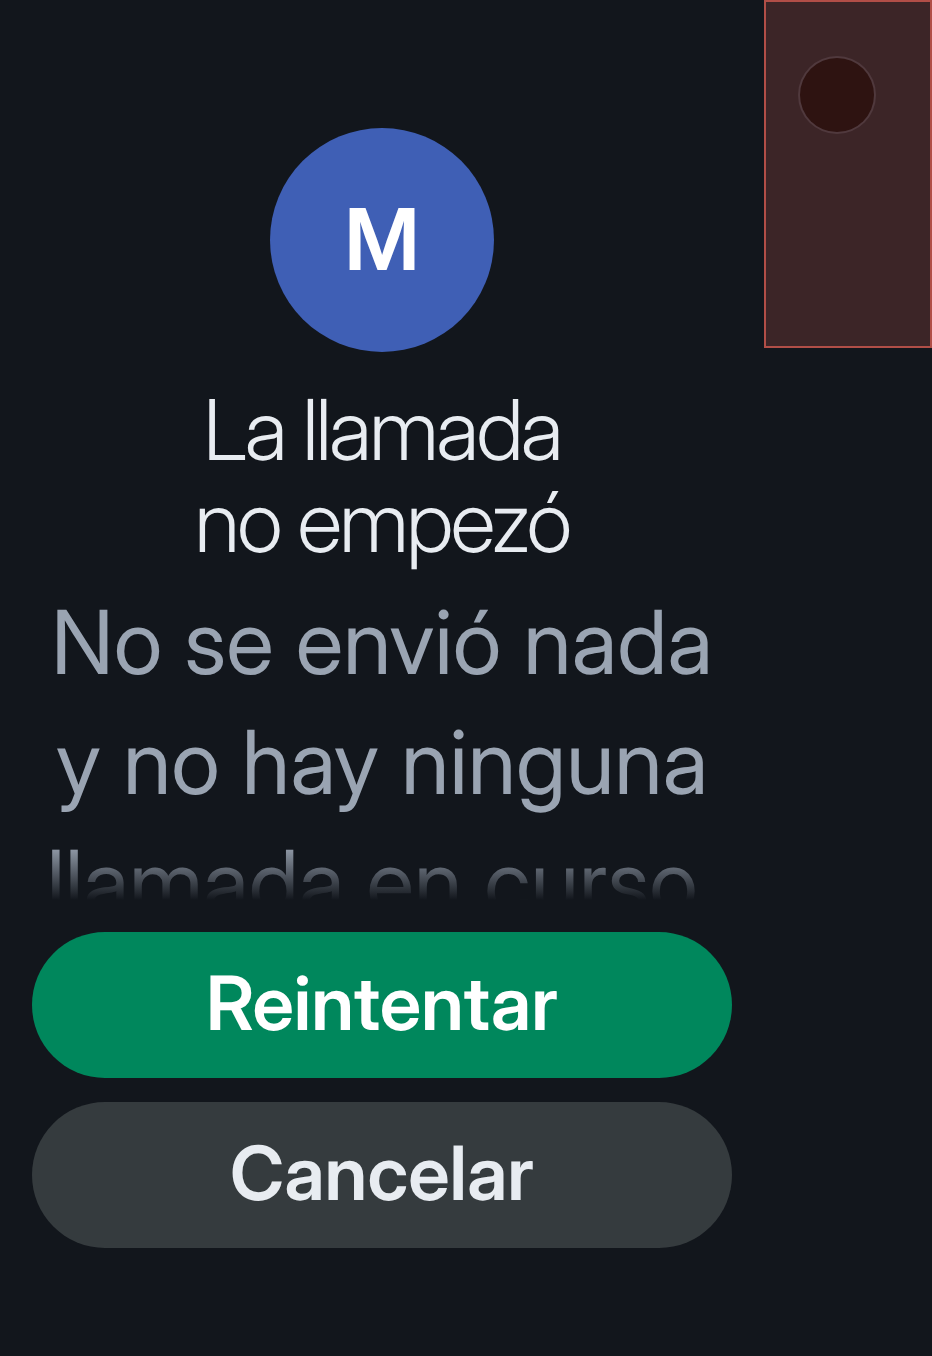 M
La llamada
no empezó
No se envió nada
y no hay ninguna
llamada en curso
Reintentar
Cancelar